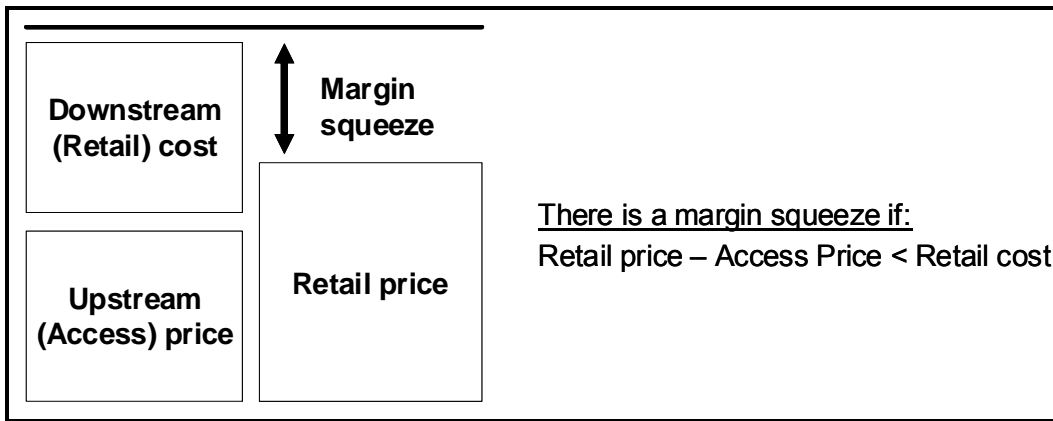 Downstream
(Retail) cost
Margin
squeeze
Upstream
(Access) price
Retail price
There is a margin squeeze if:
Retail price – Access Price < Retail cost